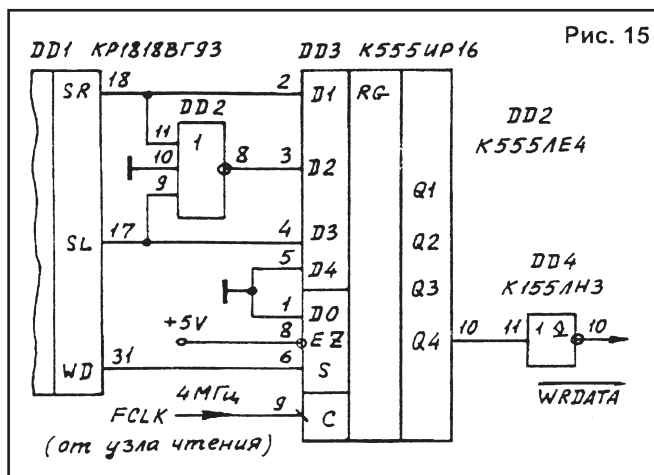 Рис. 15
DD1 КР1818ВГ93
DD3 К555ИР16
SR
18
2
D1
RG
DD2
11
10
9
1
8
3
D2
DD2
К555ЛЕ4
Q1
SL
17
4
D3
Q2
5
D4
Q3
1
D0
+5V
8
EZ
Q4
10
11
DD4
К155ЛН3
1
10
WD
31
6
S
WRDATA
4МГц
FCLK
9
C
(от узла чтения)